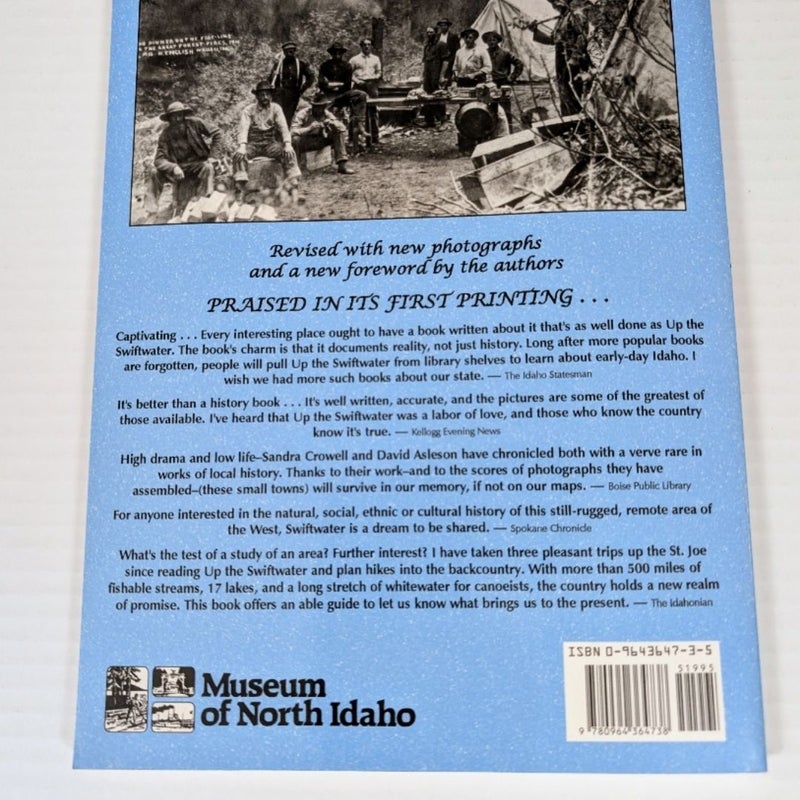 DINNER OUT ON FIRE-LINE
THE GREAT FOREST-FIRES, 1910
Revised with new photographs
and a new foreword by the authors
PRAISED IN ITS FIRST PRINTING . . .
Captivating . . . Every interesting place ought to have a book written about it that's as well done as Up the
Swiftwater. The book's charm is that it documents reality, not just history. Long after more popular books
are forgotten, people will pull Up the Swiftwater from library shelves to learn about early-day Idaho. I
wish we had more such books about our state. — The Idaho Statesman
It's better than a history book . . . It's well written, accurate, and the pictures are some of the greatest of
those available. I've heard that Up the Swiftwater was a labor of love, and those who know the country
know it's true. — Kellogg Evening News
High drama and low life–Sandra Crowell and David Asleson have chronicled both with a verve rare in
works of local history. Thanks to their work–and to the scores of photographs they have
assembled–(these small towns) will survive in our memory, if not on our maps. — Boise Public Library
For anyone interested in the natural, social, ethnic or cultural history of this still-rugged, remote area of
the West, Swiftwater is a dream to be shared. — Spokane Chronicle
What's the test of a study of an area? Further interest? I have taken three pleasant trips up the St. Joe
since reading Up the Swiftwater and plan hikes into the backcountry. With more than 500 miles of
fishable streams, 17 lakes, and a long stretch of whitewater for canoeists, the country holds a new realm
of promise. This book offers an able guide to let us know what brings us to the present. — The Idahonian
Museum
of North Idaho
ISBN 0-9643647-3-5
51995
9 780964 364738